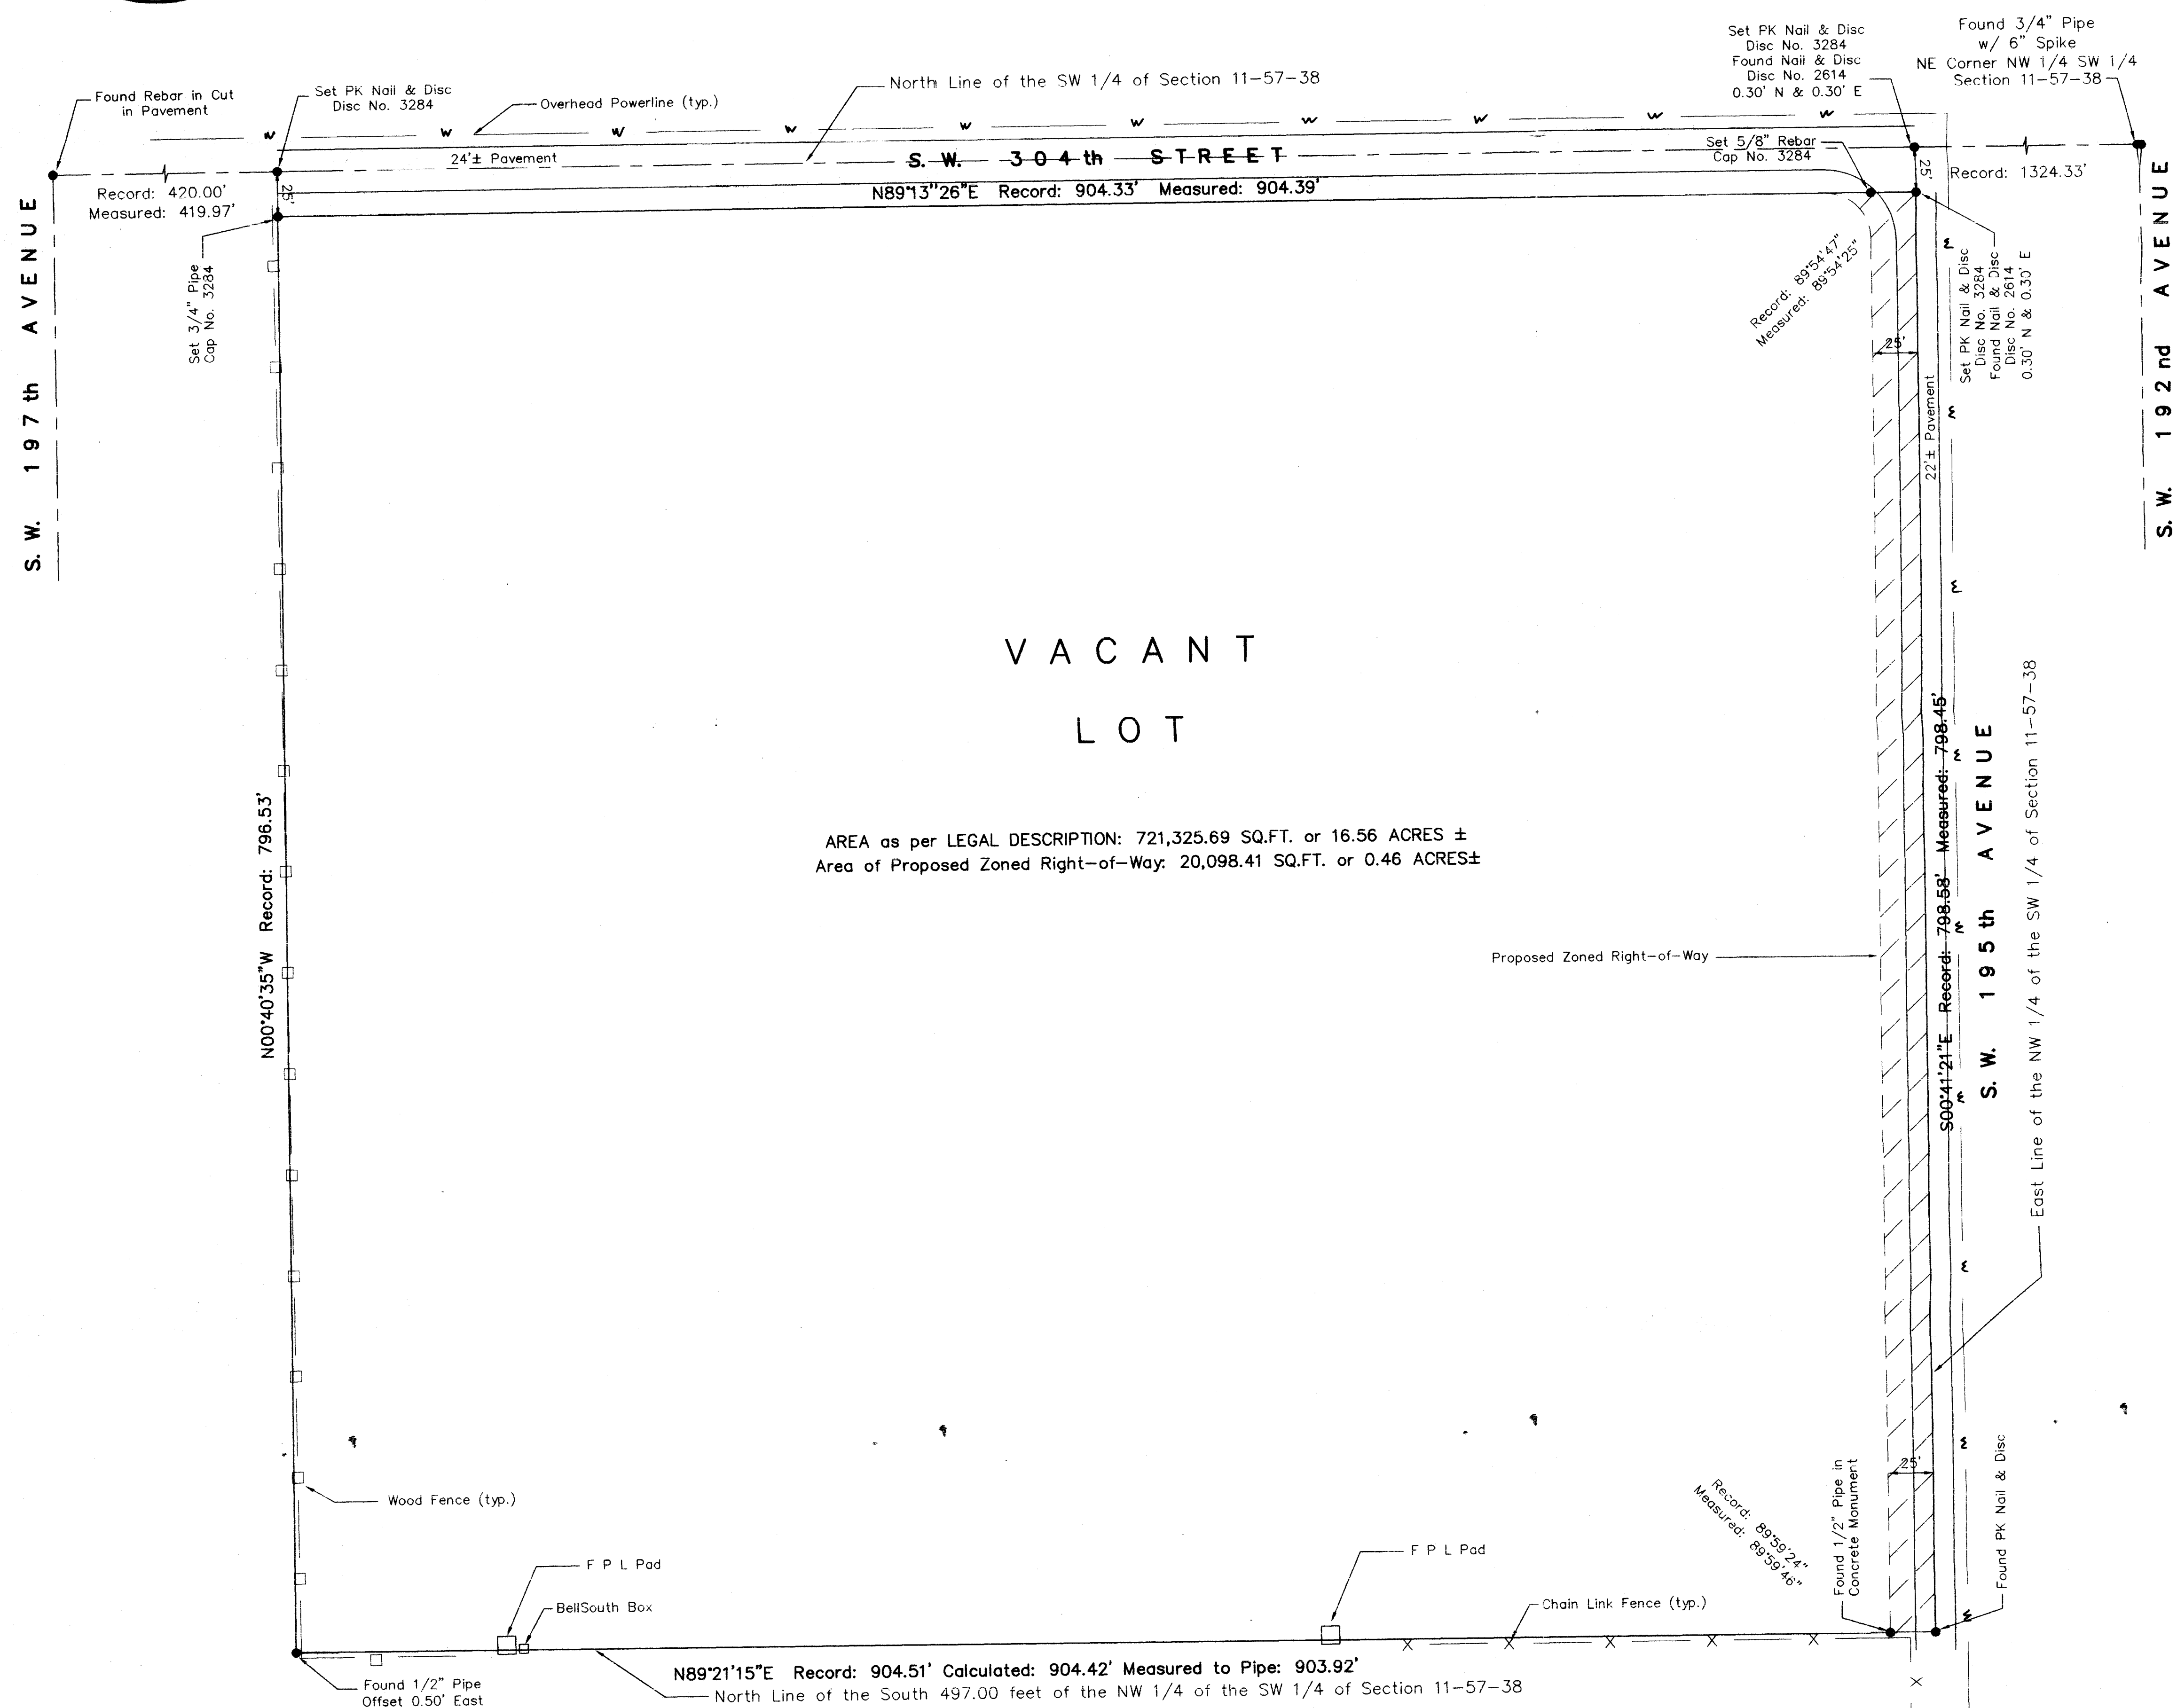 Found 3/4" Pipe
w/ 6" Spike
NE Corner NW 1/4 SW 1/4
Section 11-57-38
Set PK Nail & Disc
Disc No. 3284
Found Nail & Disc
Disc No. 2614
0.30' N & 0.30' E
North Line of the SW 1/4 of Section 11-57-38
Set PK Nail & Disc
Disc No. 3284
Found Rebar in Cut
in Pavement
Overhead Powerline (typ.)
W W W W W W W W W W
24'± Pavement
S. W. 304th STREET
Set 5/8" Rebar
Cap No. 3284
25'
25'
Record: 1324.33'
Record: 420.00'
Measured: 419.97'
N89°13'26"E Record: 904.33' Measured: 904.39'
S. W. 197th AVENUE
S. W. 192nd AVENUE
Set 3/4" Pipe
Cap No. 3284
Record: 89°54'47"
Measured: 89°54'25"
Set PK Nail & Disc
Disc No. 3284
Found Nail & Disc
Disc No. 2614
0.30' N & 0.30' E
25'
22'± Pavement
W W W W W W W W W
VACANT
LOT
AREA as per LEGAL DESCRIPTION: 721,325.69 SQ.FT. or 16.56 ACRES ±
Area of Proposed Zoned Right-of-Way: 20,098.41 SQ.FT. or 0.46 ACRES±
N00°40'35"W Record: 796.53'
S00°41'21"E Record: 798.58' Measured: 798.45'
S. W. 195th AVENUE
East Line of the NW 1/4 of the SW 1/4 of Section 11-57-38
Proposed Zoned Right-of-Way
25'
Wood Fence (typ.)
Record: 89°59'24"
Measured: 89°59'46"
Found 1/2" Pipe in
Concrete Monument
Found PK Nail & Disc
F P L Pad
F P L Pad
BellSouth Box
Chain Link Fence (typ.)
X X X X X
X
N89°21'15"E Record: 904.51' Calculated: 904.42' Measured to Pipe: 903.92'
North Line of the South 497.00 feet of the NW 1/4 of the SW 1/4 of Section 11-57-38
Found 1/2" Pipe
Offset 0.50' East